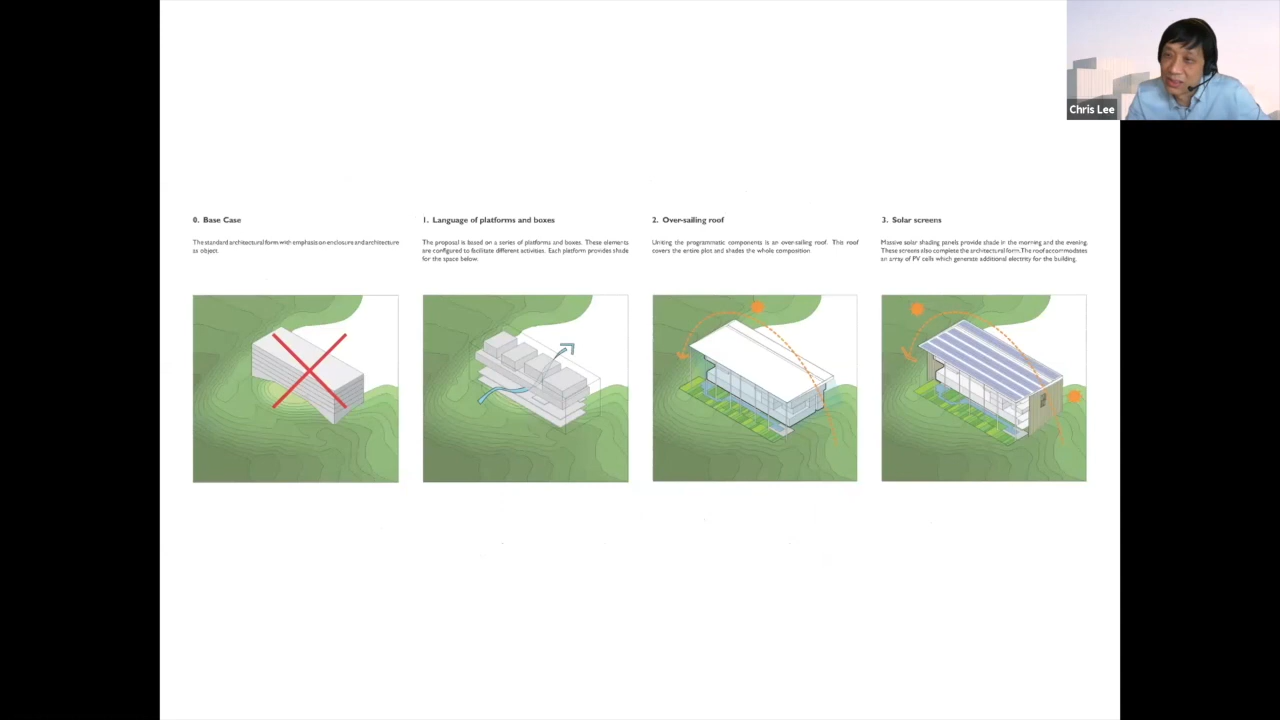 Chris Lee
0. Base Case
The standard architectural form with emphasis on enclosure and architecture
as object.
1. Language of platforms and boxes
The proposal is based on a series of platforms and boxes. These elements
are configured to facilitate different activities. Each platform provides shade
for the space below.
2. Over-sailing roof
Uniting the programmatic components is an over-sailing roof. This roof
covers the entire plot and shades the whole composition.
3. Solar screens
Massive solar shading panels provide shade in the morning and the evening.
These screens also complete the architectural form. The roof accommodates
an array of PV cells which generate additional electrity for the building.